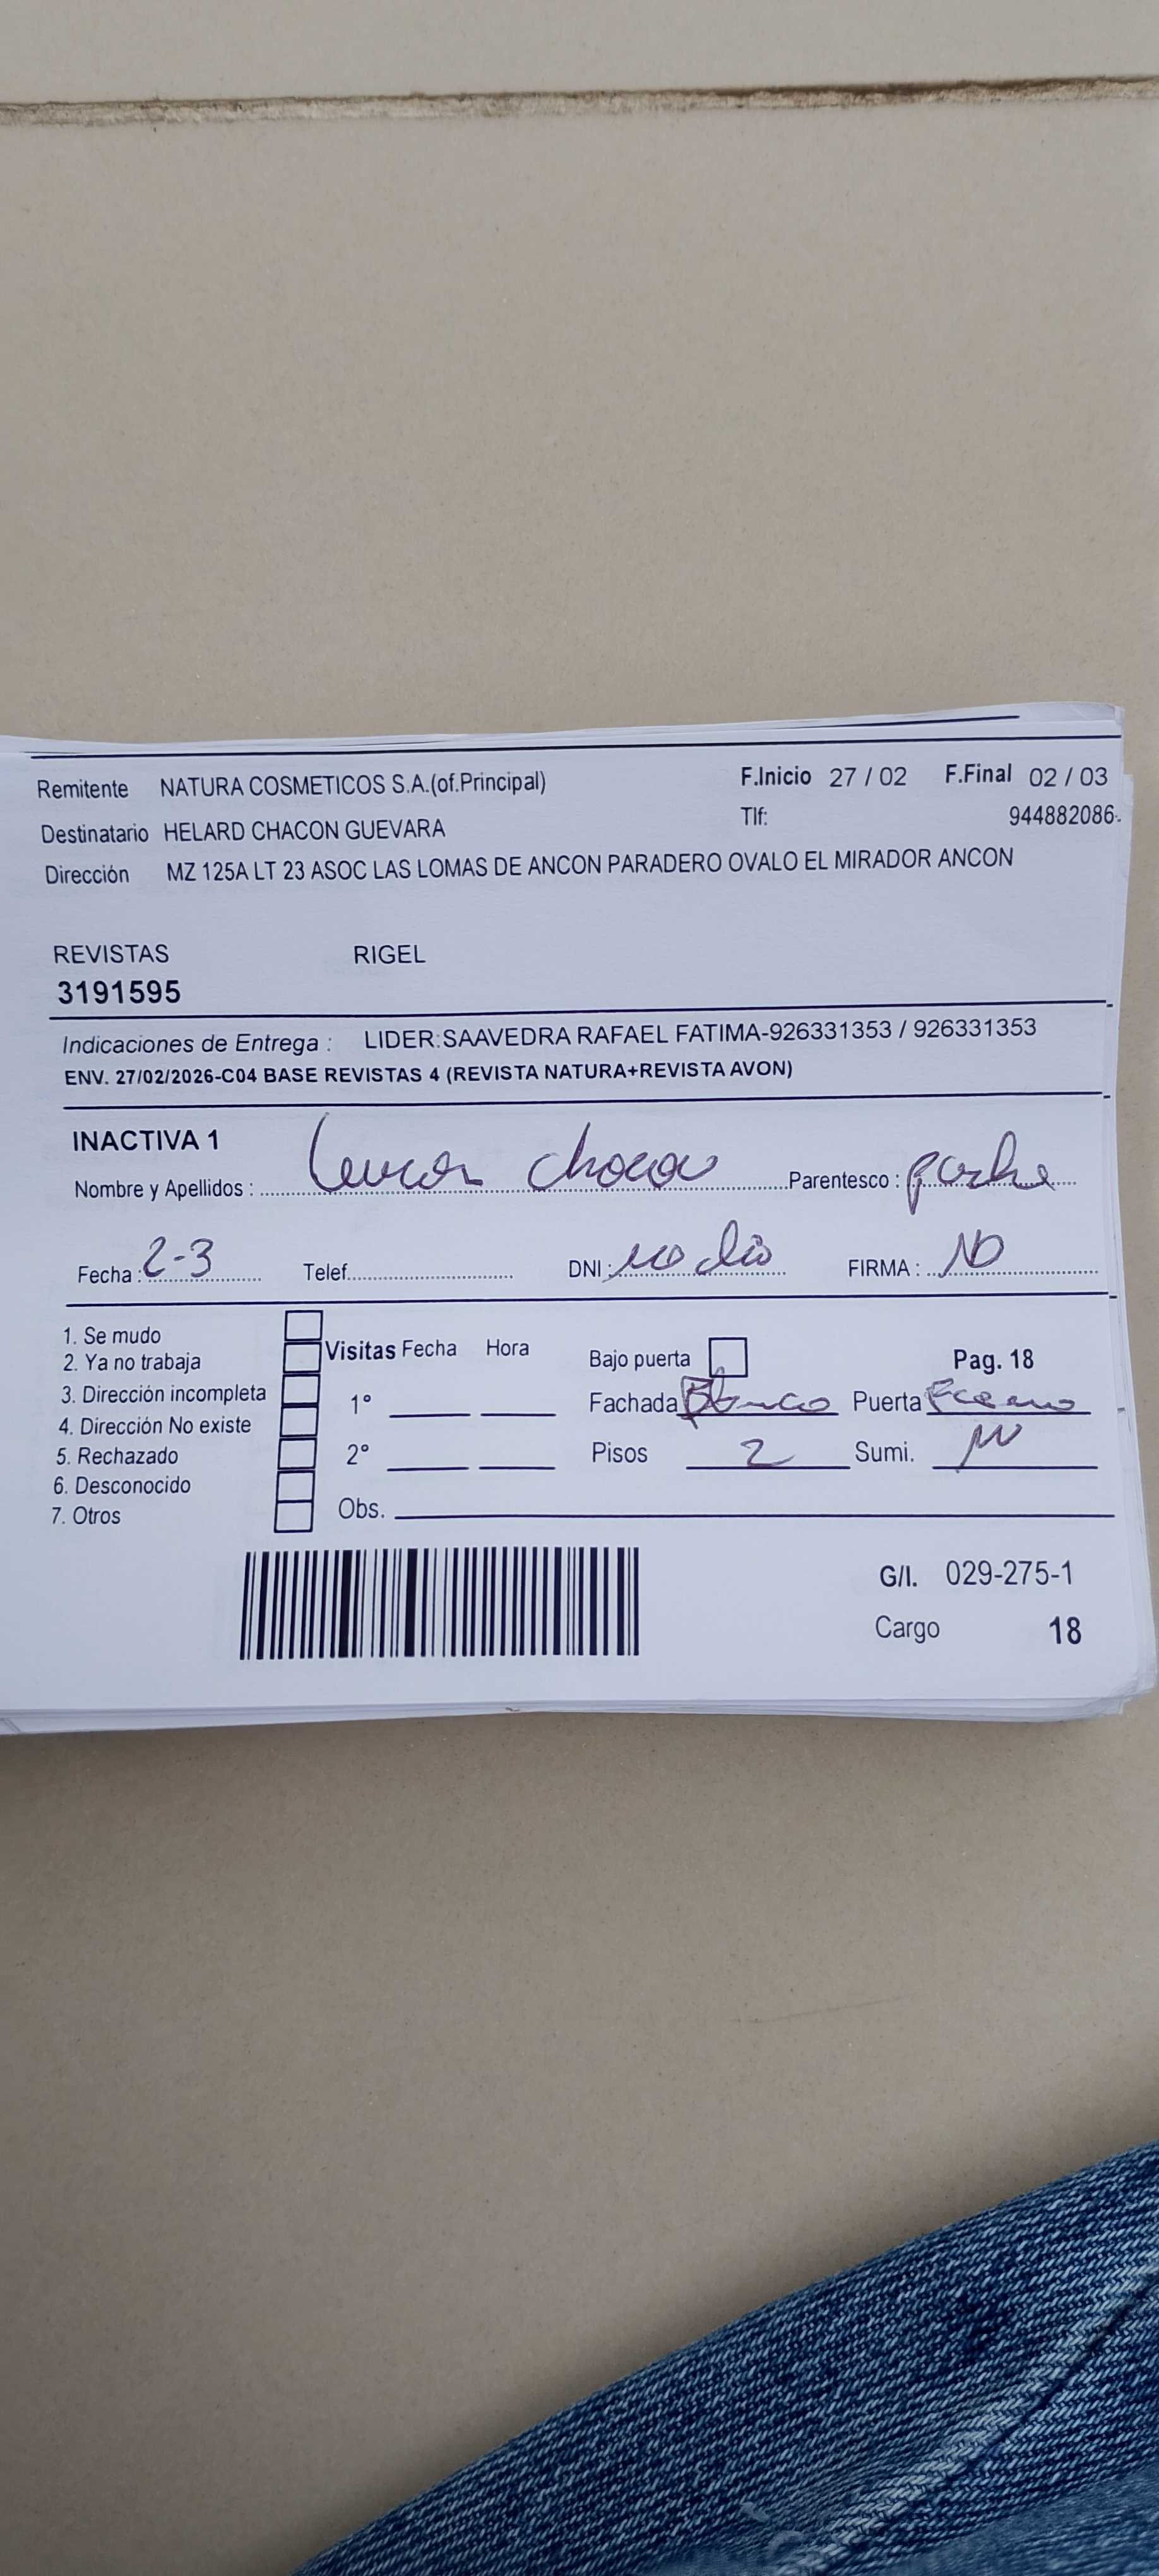 Remitente NATURA COSMETICOS S.A.(of.Principal) F.Inicio 27 / 02 F.Final 02 / 03
Destinatario HELARD CHACON GUEVARA Tlf: 944882086
Dirección MZ 125A LT 23 ASOC LAS LOMAS DE ANCON PARADERO OVALO EL MIRADOR ANCON
REVISTAS RIGEL
3191595
Indicaciones de Entrega : LIDER:SAAVEDRA RAFAEL FATIMA-926331353 / 926331353
ENV. 27/02/2026-C04 BASE REVISTAS 4 (REVISTA NATURA+REVISTA AVON)
INACTIVA 1
Nombre y Apellidos : Parentesco :
Fecha : 2-3 Telef. DNI : no dio FIRMA : NO
1. Se mudo
2. Ya no trabaja
3. Dirección incompleta
4. Dirección No existe
5. Rechazado
6. Desconocido
7. Otros
Visitas Fecha Hora
1°
2°
Obs.
Bajo puerta Pag. 18
Fachada Blanco Puerta
Pisos 2 Sumi.
G/I. 029-275-1
Cargo 18